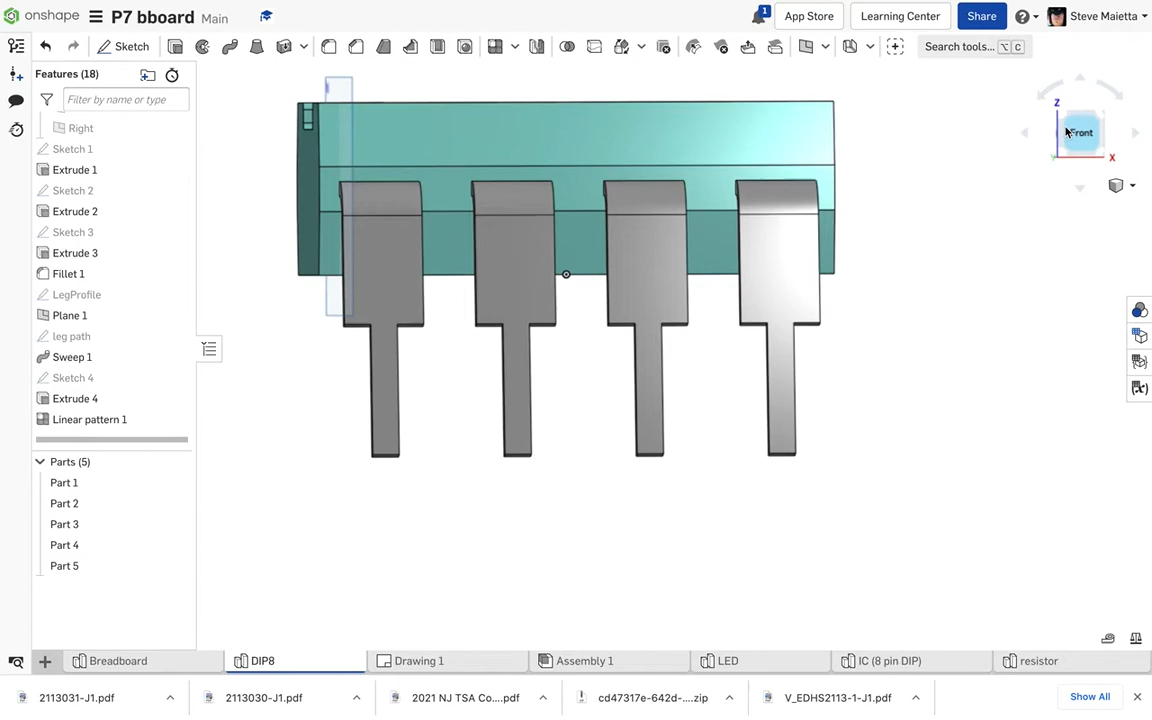 onshape P7 bboard Main 1 App Store Learning Center Share Steve Maietta
Sketch Search tools... ⌥ C
Features (18)
Filter by name or type
Right
Sketch 1
Extrude 1
Sketch 2
Extrude 2
Sketch 3
Extrude 3
Fillet 1
LegProfile
Plane 1
leg path
Sweep 1
Sketch 4
Extrude 4
Linear pattern 1
Parts (5)
Part 1
Part 2
Part 3
Part 4
Part 5
Z
Front
X
Breadboard DIP8 Drawing 1 Assembly 1 LED IC (8 pin DIP) resistor
2113031-J1.pdf 2113030-J1.pdf 2021 NJ TSA Co....pdf cd47317e-642d-....zip V_EDHS2113-1-J1.pdf Show All